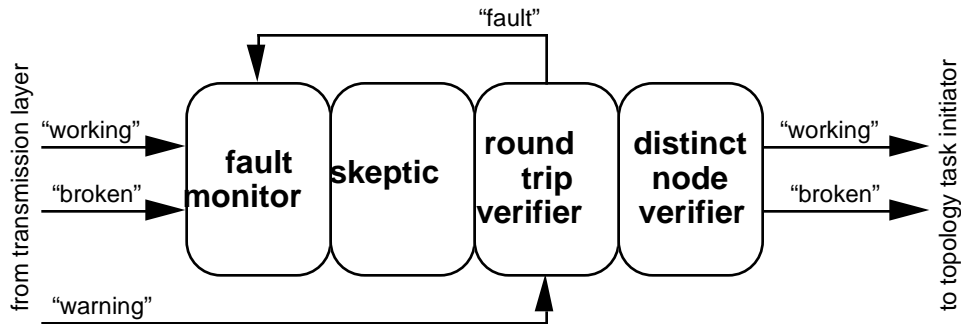 “fault”
from transmission layer
“working”
“broken”
“warning”
fault
monitor
skeptic
round
trip
verifier
distinct
node
verifier
“working”
“broken”
to topology task initiator